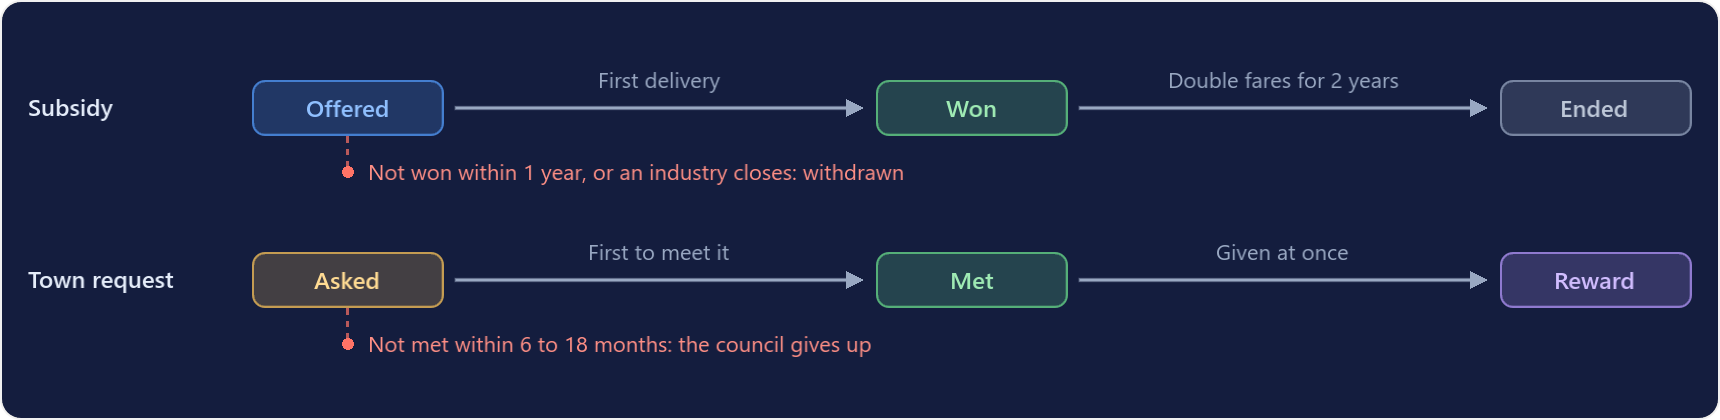 First delivery
Double fares for 2 years
Subsidy
Offered
Won
Ended
Not won within 1 year, or an industry closes: withdrawn
First to meet it
Given at once
Town request
Asked
Met
Reward
Not met within 6 to 18 months: the council gives up